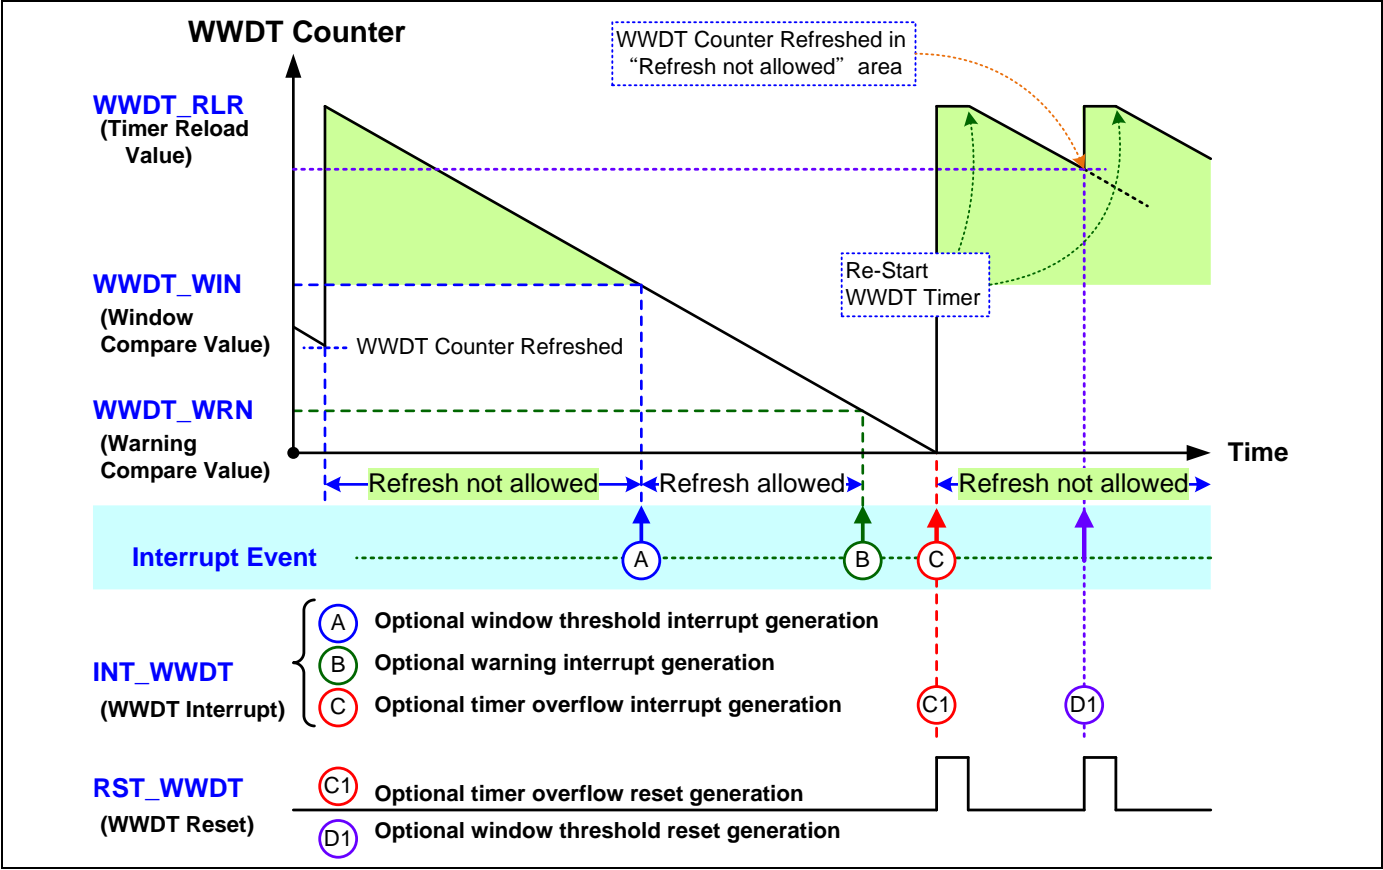 WWDT Counter
WWDT Counter Refreshed in
“Refresh not allowed” area
WWDT_RLR
(Timer Reload
Value)
Re-Start
WWDT Timer
WWDT_WIN
(Window
Compare Value)
WWDT Counter Refreshed
WWDT_WRN
(Warning
Compare Value)
Time
Refresh not allowed
Refresh allowed
Refresh not allowed
Interrupt Event
A
B
C
INT_WWDT
(WWDT Interrupt)
A Optional window threshold interrupt generation
B Optional warning interrupt generation
C Optional timer overflow interrupt generation
C1
D1
RST_WWDT
(WWDT Reset)
C1 Optional timer overflow reset generation
D1 Optional window threshold reset generation